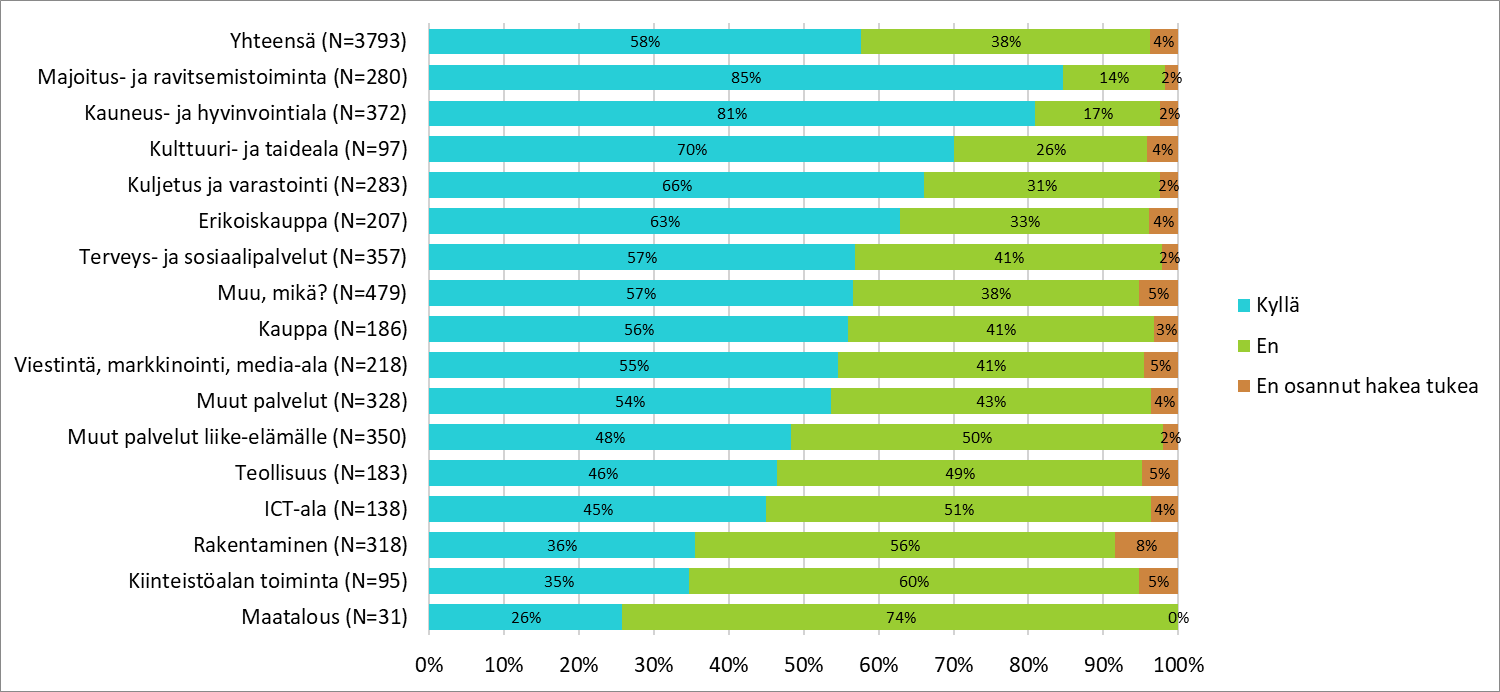 Yhteensä (N=3793) 58% 38% 4%
Majoitus- ja ravitsemistoiminta (N=280) 85% 14% 2%
Kauneus- ja hyvinvointiala (N=372) 81% 17% 2%
Kulttuuri- ja taideala (N=97) 70% 26% 4%
Kuljetus ja varastointi (N=283) 66% 31% 2%
Erikoiskauppa (N=207) 63% 33% 4%
Terveys- ja sosiaalipalvelut (N=357) 57% 41% 2%
Muu, mikä? (N=479) 57% 38% 5%
Kauppa (N=186) 56% 41% 3%
Viestintä, markkinointi, media-ala (N=218) 55% 41% 5%
Muut palvelut (N=328) 54% 43% 4%
Muut palvelut liike-elämälle (N=350) 48% 50% 2%
Teollisuus (N=183) 46% 49% 5%
ICT-ala (N=138) 45% 51% 4%
Rakentaminen (N=318) 36% 56% 8%
Kiinteistöalan toiminta (N=95) 35% 60% 5%
Maatalous (N=31) 26% 74% 0%
0% 10% 20% 30% 40% 50% 60% 70% 80% 90% 100%
Kyllä
En
En osannut hakea tukea